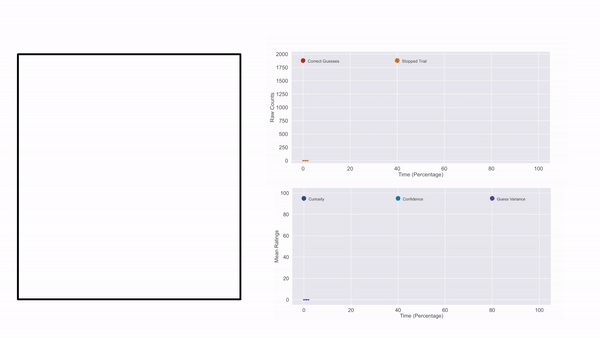 2000
Correct Guesses
Stopped Trial
1750
1500
1250
1000
750
500
250
0
Raw Counts
0 20 40 60 80 100
Time (Percentage)
100
Curiosity
Confidence
Guess Variance
80
60
40
20
0
Mean Ratings
0 20 40 60 80 100
Time (Percentage)